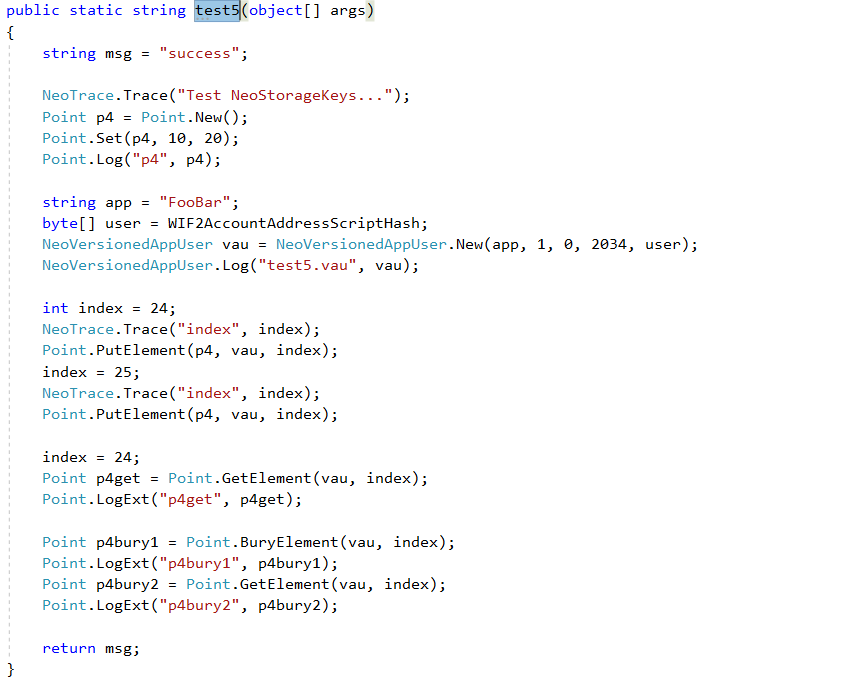 public static string test5(object[] args)
{
    string msg = "success";

    NeoTrace.Trace("Test NeoStorageKeys...");
    Point p4 = Point.New();
    Point.Set(p4, 10, 20);
    Point.Log("p4", p4);

    string app = "FooBar";
    byte[] user = WIF2AccountAddressScriptHash;
    NeoVersionedAppUser vau = NeoVersionedAppUser.New(app, 1, 0, 2034, user);
    NeoVersionedAppUser.Log("test5.vau", vau);

    int index = 24;
    NeoTrace.Trace("index", index);
    Point.PutElement(p4, vau, index);
    index = 25;
    NeoTrace.Trace("index", index);
    Point.PutElement(p4, vau, index);

    index = 24;
    Point p4get = Point.GetElement(vau, index);
    Point.LogExt("p4get", p4get);

    Point p4bury1 = Point.BuryElement(vau, index);
    Point.LogExt("p4bury1", p4bury1);
    Point p4bury2 = Point.GetElement(vau, index);
    Point.LogExt("p4bury2", p4bury2);

    return msg;
}